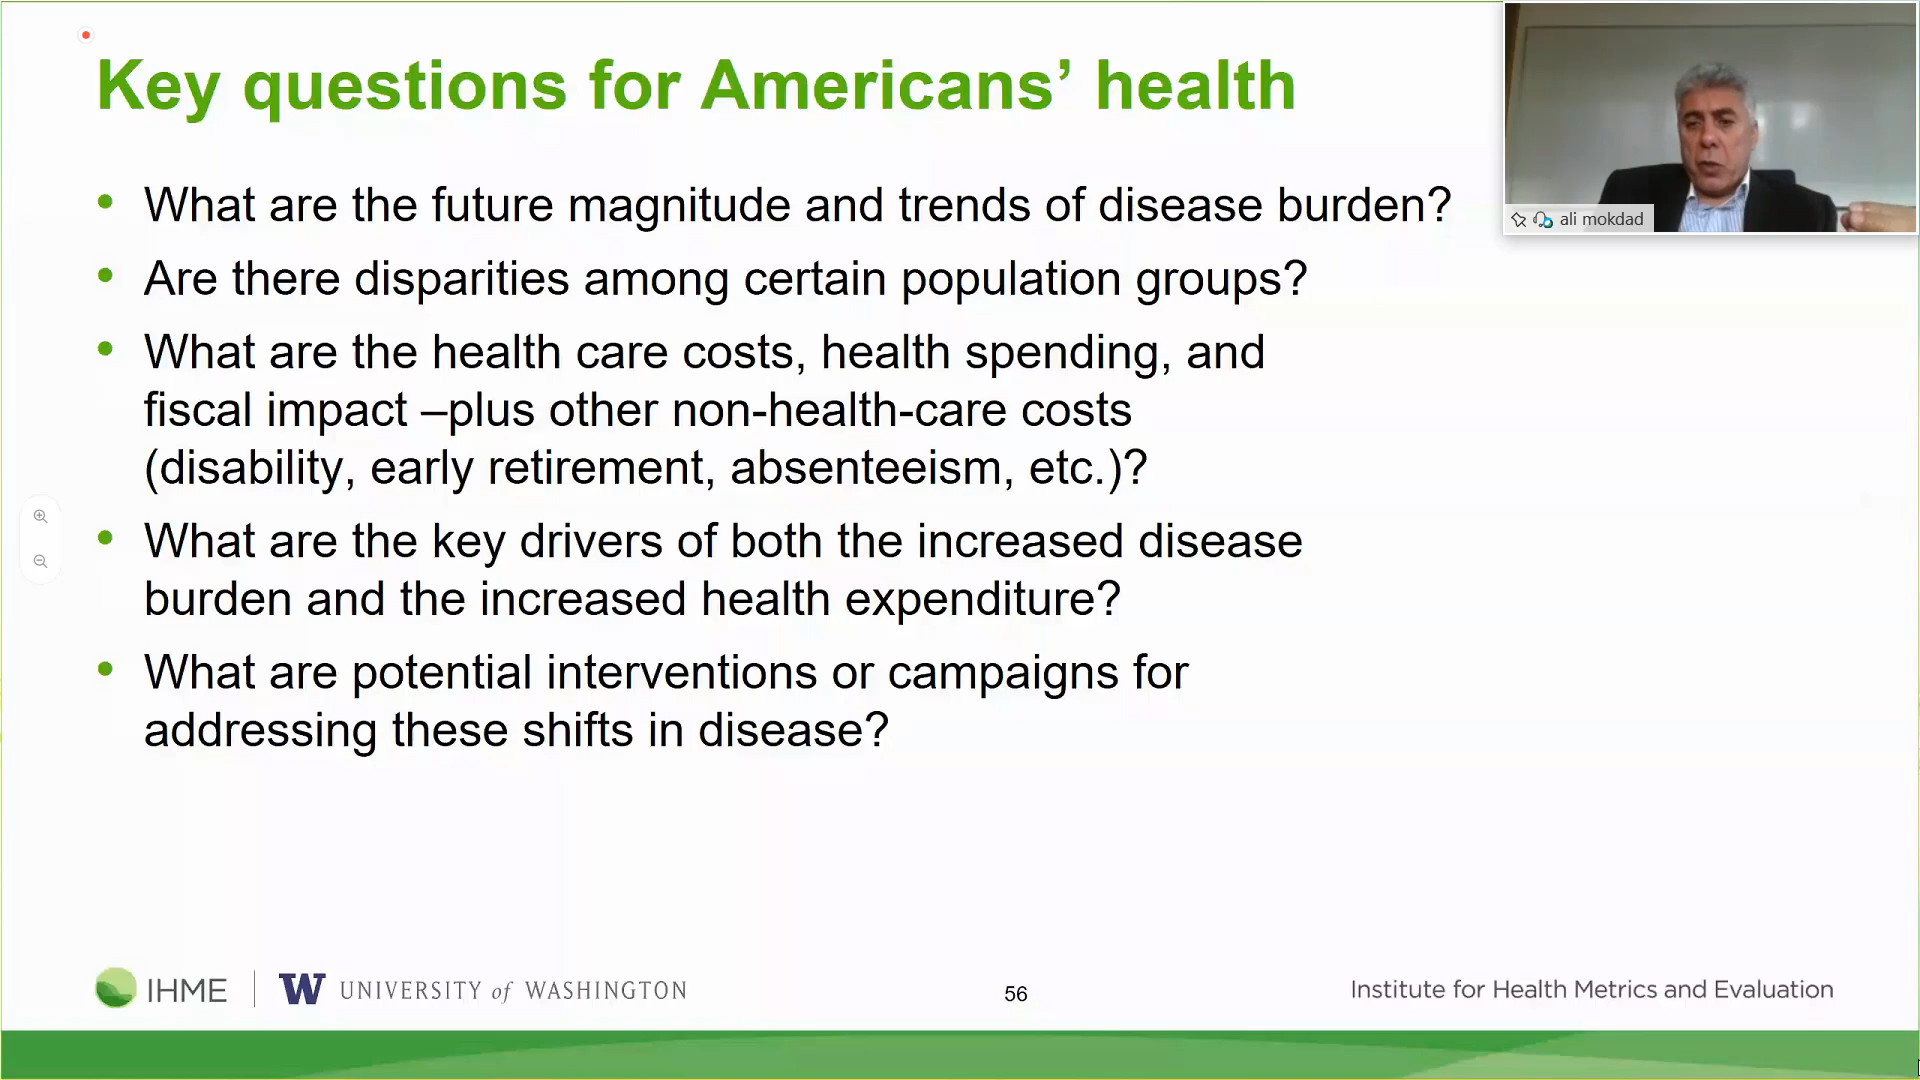 Key questions for Americans’ health
• What are the future magnitude and trends of disease burden?
• Are there disparities among certain population groups?
• What are the health care costs, health spending, and
fiscal impact –plus other non-health-care costs
(disability, early retirement, absenteeism, etc.)?
• What are the key drivers of both the increased disease
burden and the increased health expenditure?
• What are potential interventions or campaigns for
addressing these shifts in disease?
ali mokdad
IHME
W UNIVERSITY of WASHINGTON
56
Institute for Health Metrics and Evaluation